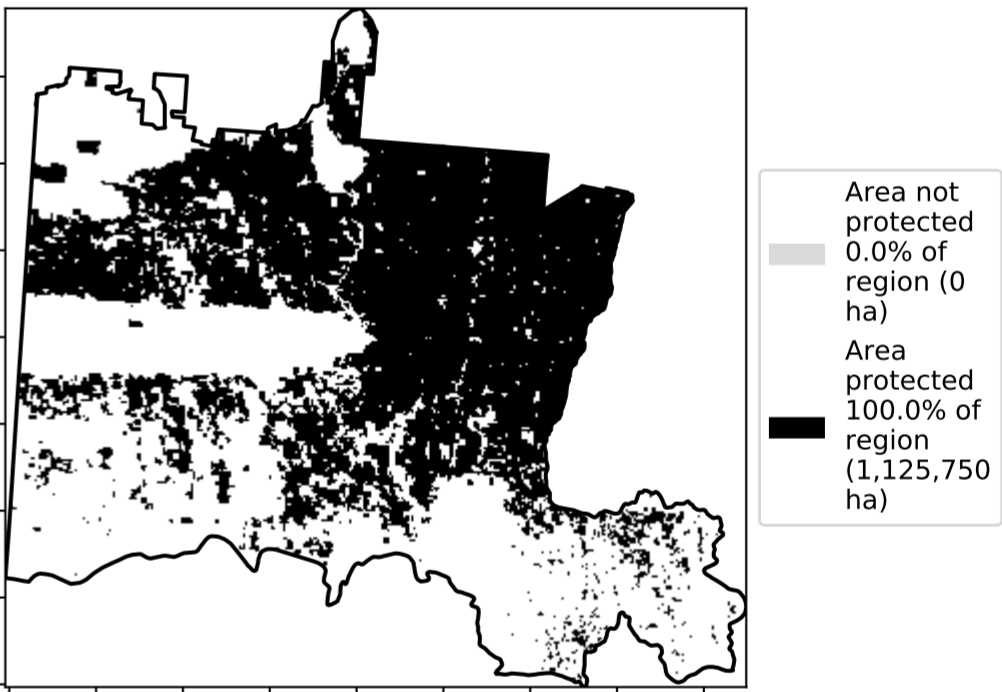 Area not
protected
0.0% of
region (0
ha)
Area
protected
100.0% of
region
(1,125,750
ha)